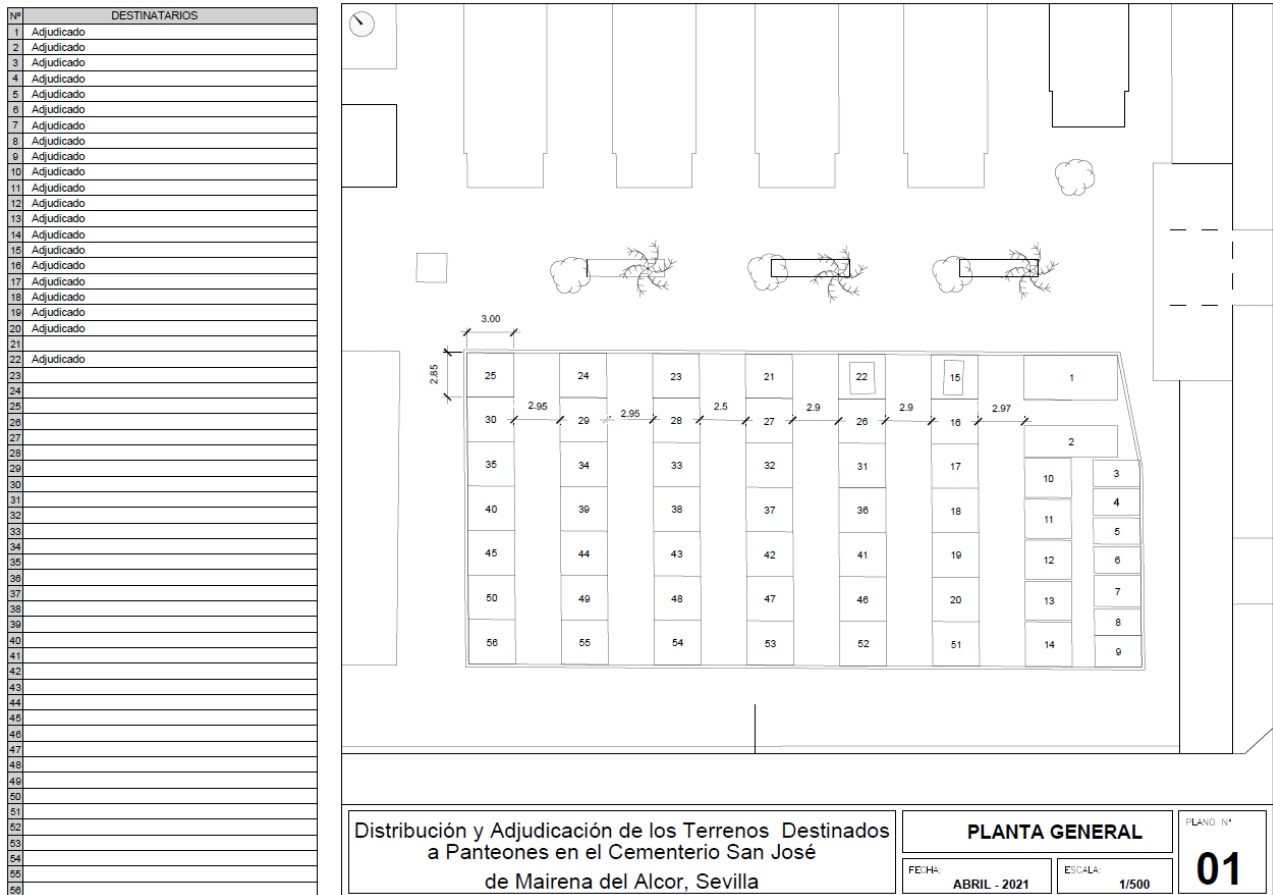 Nº DESTINATARIOS
1 Adjudicado
2 Adjudicado
3 Adjudicado
4 Adjudicado
5 Adjudicado
6 Adjudicado
7 Adjudicado
8 Adjudicado
9 Adjudicado
10 Adjudicado
11 Adjudicado
12 Adjudicado
13 Adjudicado
14 Adjudicado
15 Adjudicado
16 Adjudicado
17 Adjudicado
18 Adjudicado
19 Adjudicado
20 Adjudicado
21
22 Adjudicado
23
24
25
26
27
28
29
30
31
32
33
34
35
36
37
38
39
40
41
42
43
44
45
46
47
48
49
50
51
52
53
54
55
56
3.00
2.85
25 24 23 21 22 15 1
2.95 2.95 2.5 2.9 2.9 2.97
30 29 28 27 26 16
2
35 34 33 32 31 17
10 3
4
40 39 38 37 36 18
11 5
45 44 43 42 41 19
12 6
50 49 48 47 46 20
13 7
8
56 55 54 53 52 51
14 9
Distribución y Adjudicación de los Terrenos Destinados
a Panteones en el Cementerio San José
de Mairena del Alcor, Sevilla
PLANTA GENERAL
FECHA:
ABRIL - 2021
ESCALA:
1/500
PLANO Nº
01